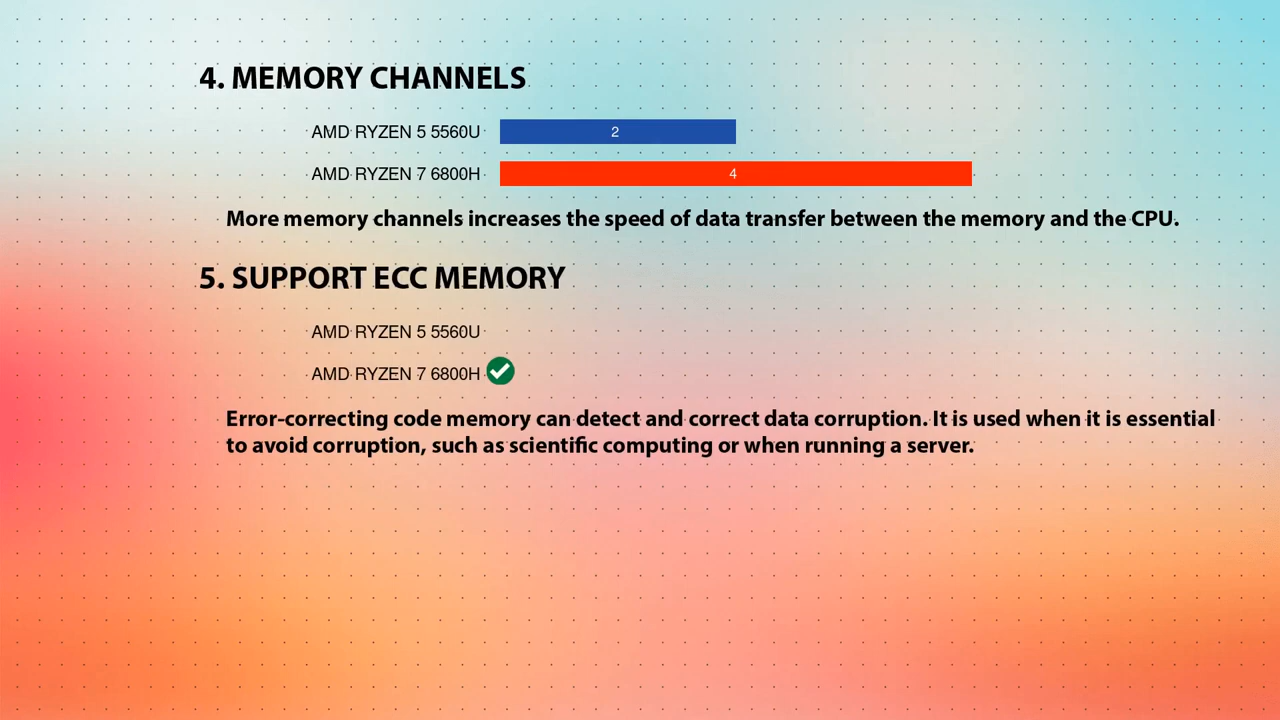 4. MEMORY CHANNELS
AMD RYZEN 5 5560U
2
AMD RYZEN 7 6800H
4
More memory channels increases the speed of data transfer between the memory and the CPU.
5. SUPPORT ECC MEMORY
AMD RYZEN 5 5560U
AMD RYZEN 7 6800H
Error-correcting code memory can detect and correct data corruption. It is used when it is essential
to avoid corruption, such as scientific computing or when running a server.